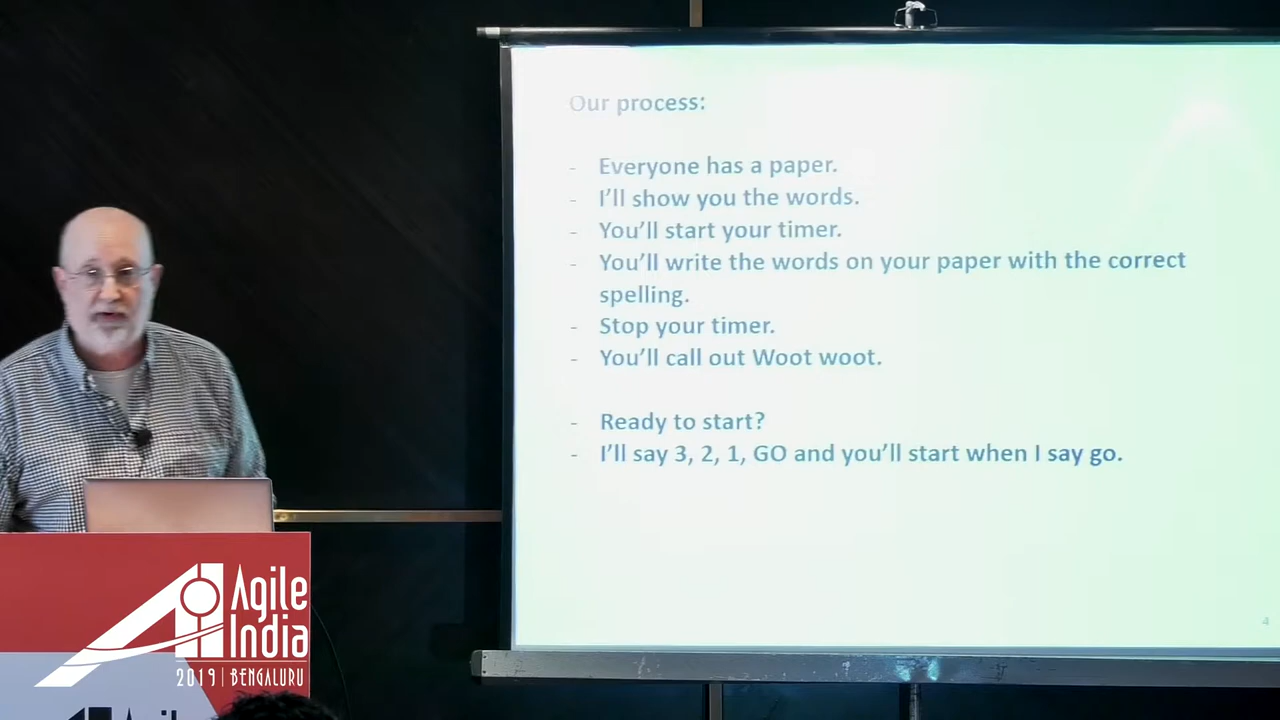 Our process:
- Everyone has a paper.
- I'll show you the words.
- You'll start your timer.
- You'll write the words on your paper with the correct
spelling.
- Stop your timer.
- You'll call out Woot woot.
- Ready to start?
- I'll say 3, 2, 1, GO and you'll start when I say go.
4
Agile
India
2019 | BENGALURU
Agile